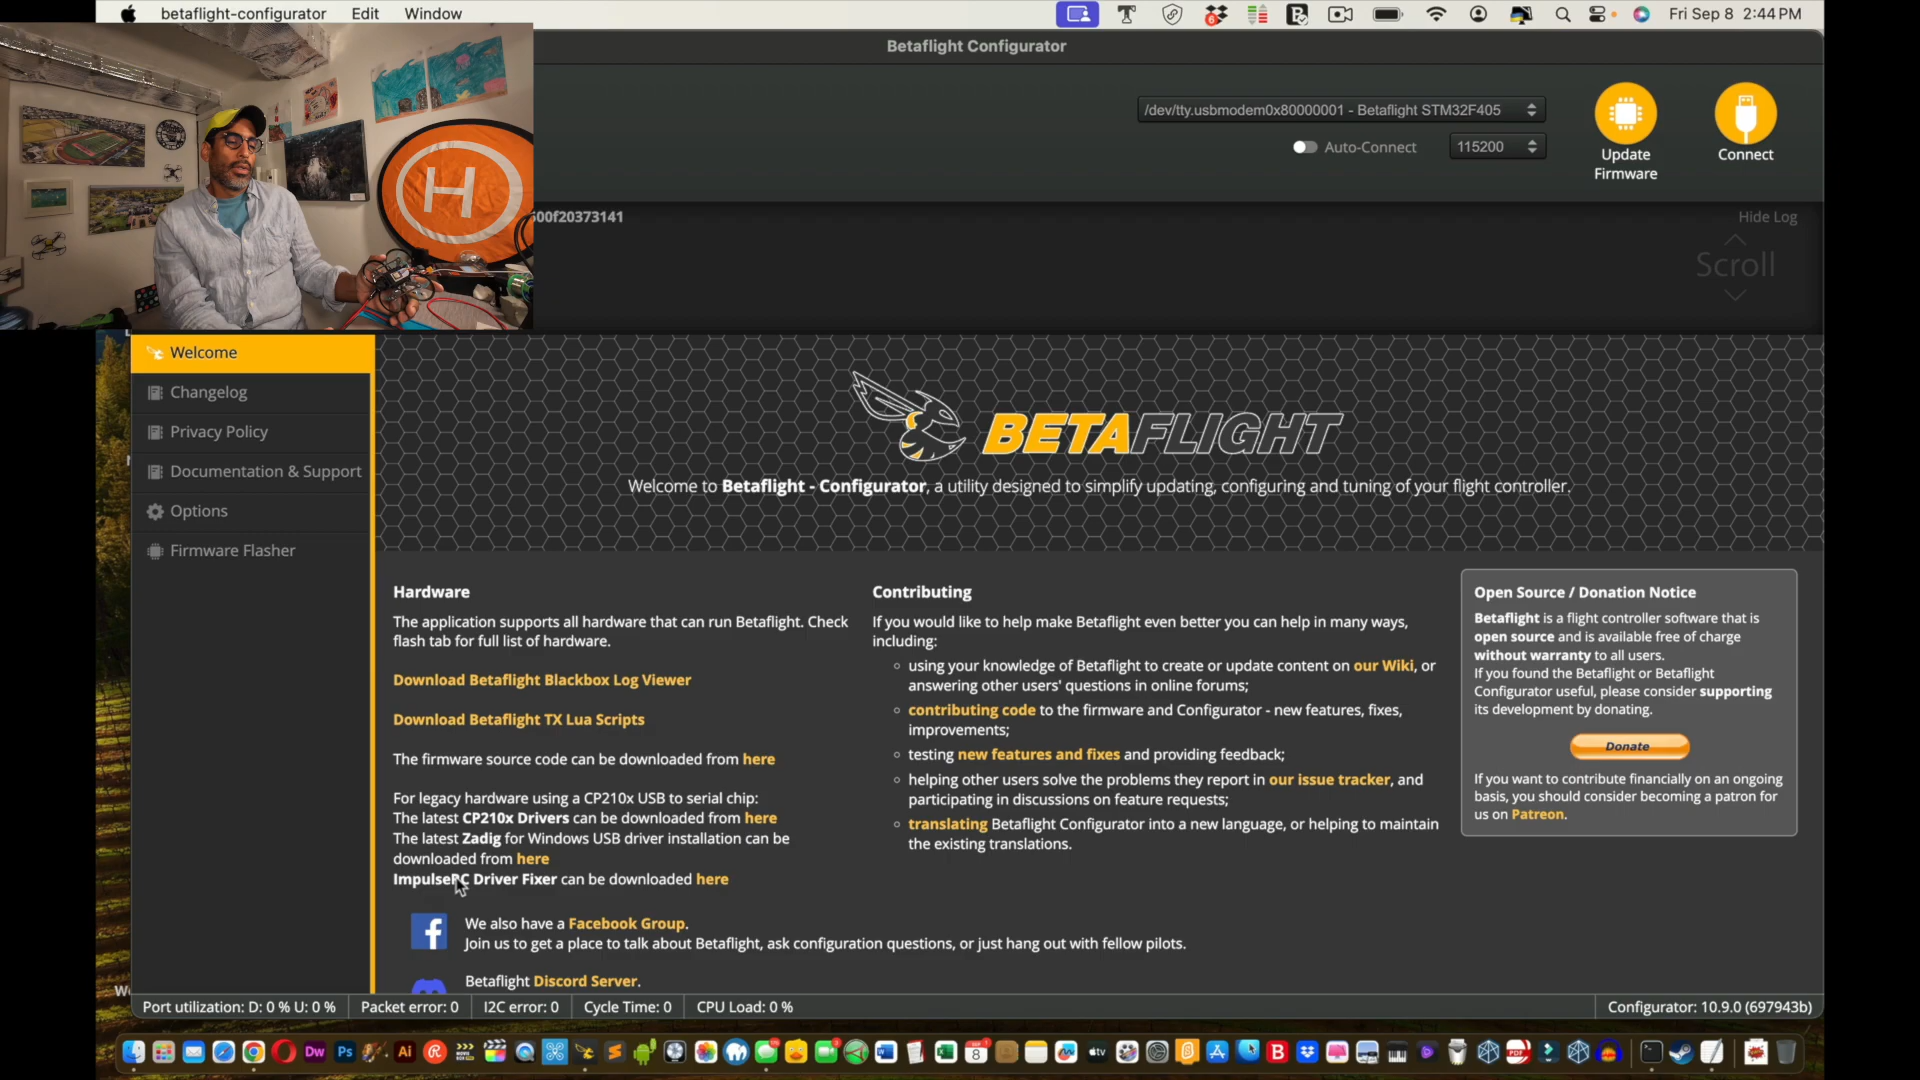 betaflight-configurator Edit Window
6
Fri Sep 8 2:44 PM
Betaflight Configurator
/dev/tty.usbmodem0x80000001 - Betaflight STM32F405
Auto-Connect
115200
Update
Firmware
Connect
H
500f20373141
Hide Log
Scroll
Welcome
Changelog
Privacy Policy
Documentation & Support
Options
Firmware Flasher
BETAFLIGHT
Welcome to Betaflight - Configurator, a utility designed to simplify updating, configuring and tuning of your flight controller.
Hardware
The application supports all hardware that can run Betaflight. Check
flash tab for full list of hardware.
Download Betaflight Blackbox Log Viewer
Download Betaflight TX Lua Scripts
The firmware source code can be downloaded from here
For legacy hardware using a CP210x USB to serial chip:
The latest CP210x Drivers can be downloaded from here
The latest Zadig for Windows USB driver installation can be
downloaded from here
ImpulseRC Driver Fixer can be downloaded here
We also have a Facebook Group.
Join us to get a place to talk about Betaflight, ask configuration questions, or just hang out with fellow pilots.
Betaflight Discord Server.
Contributing
If you would like to help make Betaflight even better you can help in many ways,
including:
using your knowledge of Betaflight to create or update content on our Wiki, or
answering other users' questions in online forums;
contributing code to the firmware and Configurator - new features, fixes,
improvements;
testing new features and fixes and providing feedback;
helping other users solve the problems they report in our issue tracker, and
participating in discussions on feature requests;
translating Betaflight Configurator into a new language, or helping to maintain
the existing translations.
Open Source / Donation Notice
Betaflight is a flight controller software that is
open source and is available free of charge
without warranty to all users.
If you found the Betaflight or Betaflight
Configurator useful, please consider supporting
its development by donating.
Donate
If you want to contribute financially on an ongoing
basis, you should consider becoming a patron for
us on Patreon.
Port utilization: D: 0 % U: 0 %
Packet error: 0
I2C error: 0
Cycle Time: 0
CPU Load: 0 %
Configurator: 10.9.0 (697943b)
Dw Ps Ai